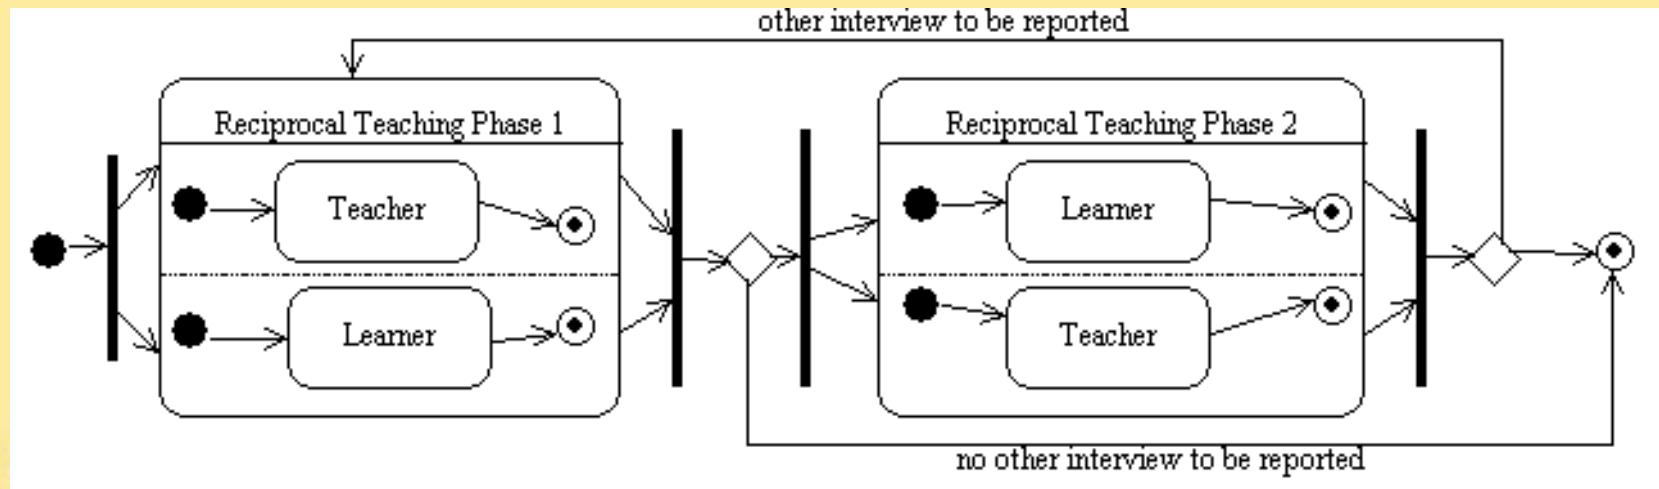 other interview to be reported
Reciprocal Teaching Phase 1
Reciprocal Teaching Phase 2
Teacher
Learner
Learner
Teacher
no other interview to be reported